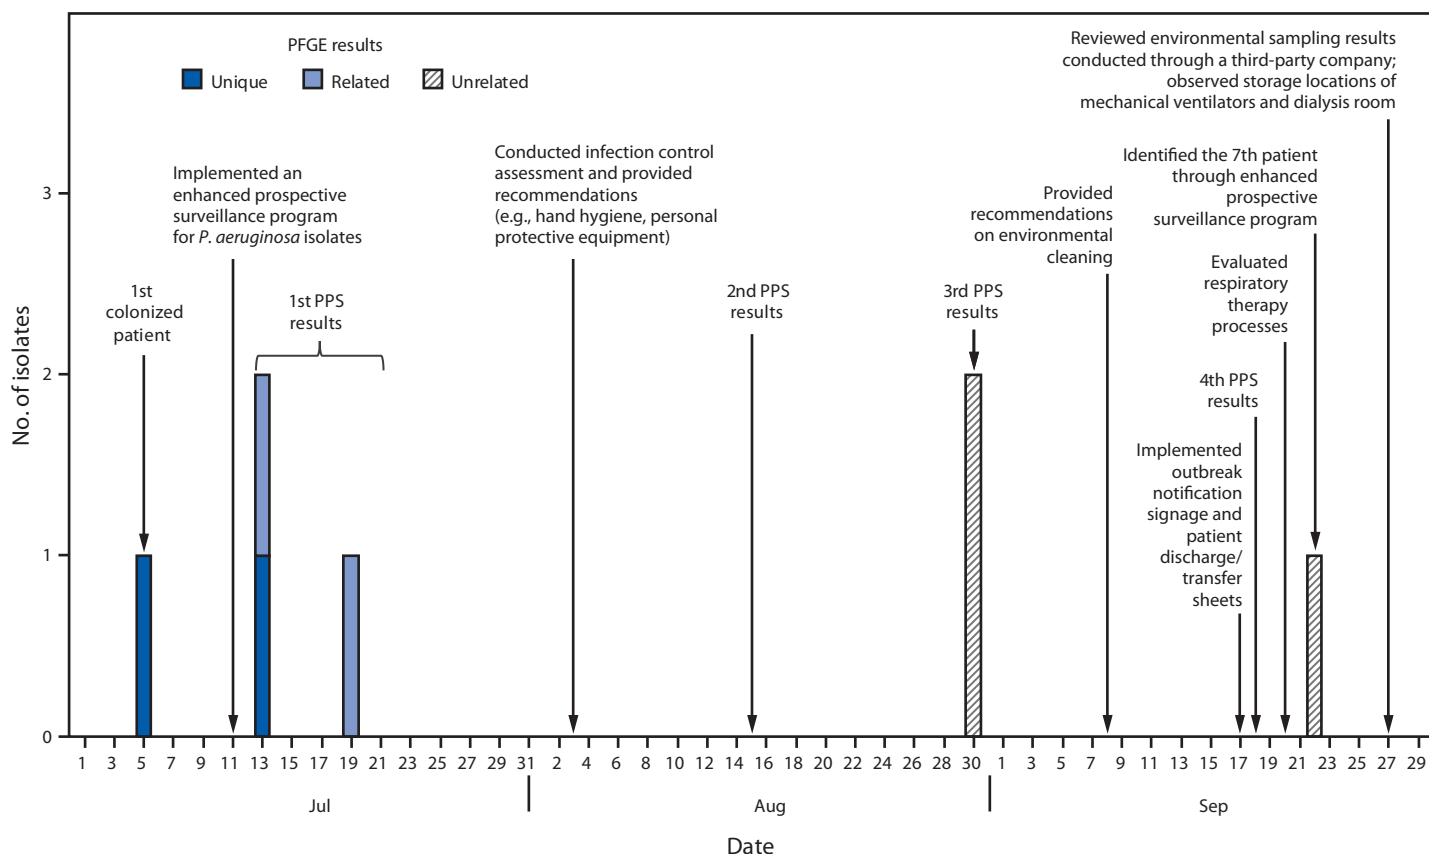 PFGE results
Unique
Related
Unrelated
Reviewed environmental sampling results
conducted through a third-party company;
observed storage locations of
mechanical ventilators and dialysis room
Implemented an
enhanced prospective
surveillance program
for P. aeruginosa isolates
Conducted infection control
assessment and provided
recommendations
(e.g., hand hygiene, personal
protective equipment)
Provided
recommendations
on environmental
cleaning
Identified the 7th patient
through enhanced
prospective
surveillance program
Evaluated
respiratory
therapy
processes
1st
colonized
patient
1st PPS
results
2nd PPS
results
3rd PPS
results
4th PPS
results
Implemented
outbreak
notification
signage and
patient
discharge/
transfer
sheets
No. of isolates
3
2
1
0
1 3 5 7 9 11 13 15 17 19 21 23 25 27 29 31 2 4 6 8 10 12 14 16 18 20 22 24 26 28 30 1 3 5 7 9 11 13 15 17 19 21 23 25 27 29
Jul Aug Sep
Date